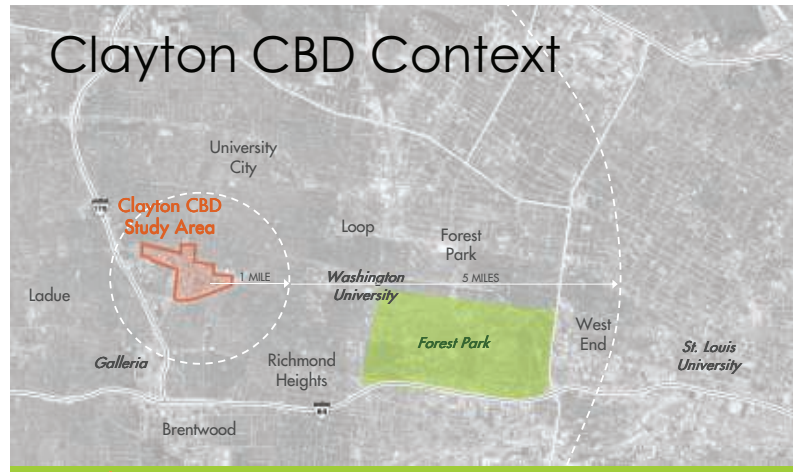 Clayton CBD Context
University
City
Clayton CBD
Study Area
Loop
Forest
Park
1 MILE
Washington
University
5 MILES
Ladue
Forest Park
West
End
St. Louis
University
Galleria
Richmond
Heights
Brentwood